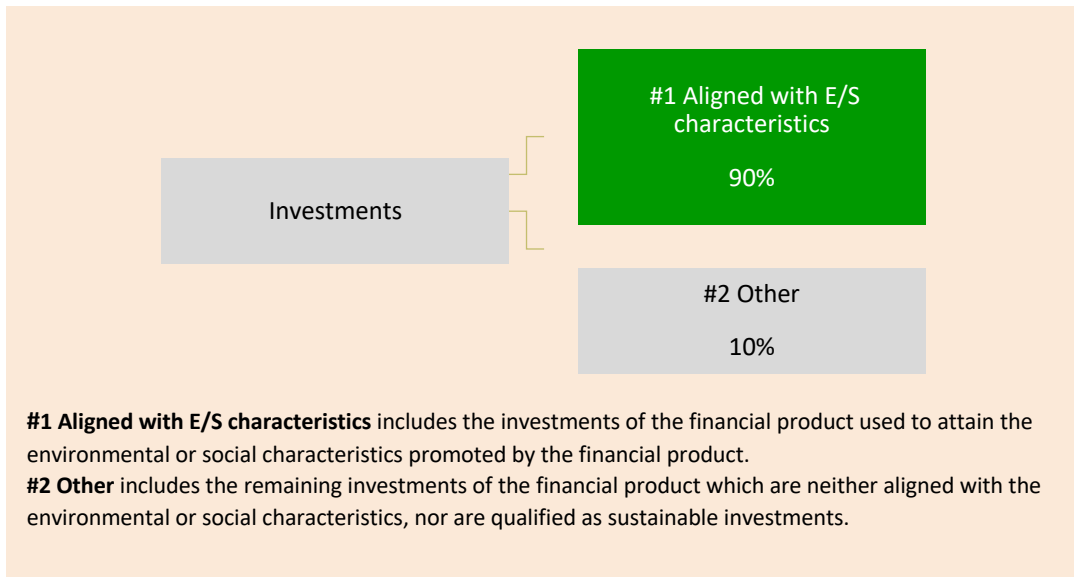 #1 Aligned with E/S
characteristics
90%
Investments
#2 Other
10%
#1 Aligned with E/S characteristics includes the investments of the financial product used to attain the
environmental or social characteristics promoted by the financial product.
#2 Other includes the remaining investments of the financial product which are neither aligned with the
environmental or social characteristics, nor are qualified as sustainable investments.